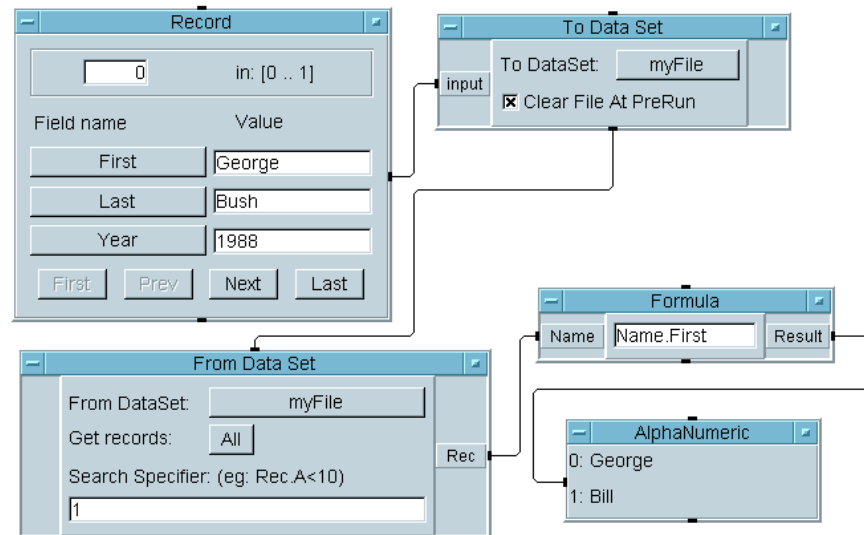 Record
0 in: [0 .. 1]
Field name Value
First George
Last Bush
Year 1988
First Prev Next Last
To Data Set
input
To DataSet: myFile
Clear File At PreRun
From Data Set
From DataSet: myFile
Get records: All
Rec
Search Specifier: (eg: Rec.A<10)
1
Formula
Name Name.First Result
AlphaNumeric
0: George
1: Bill